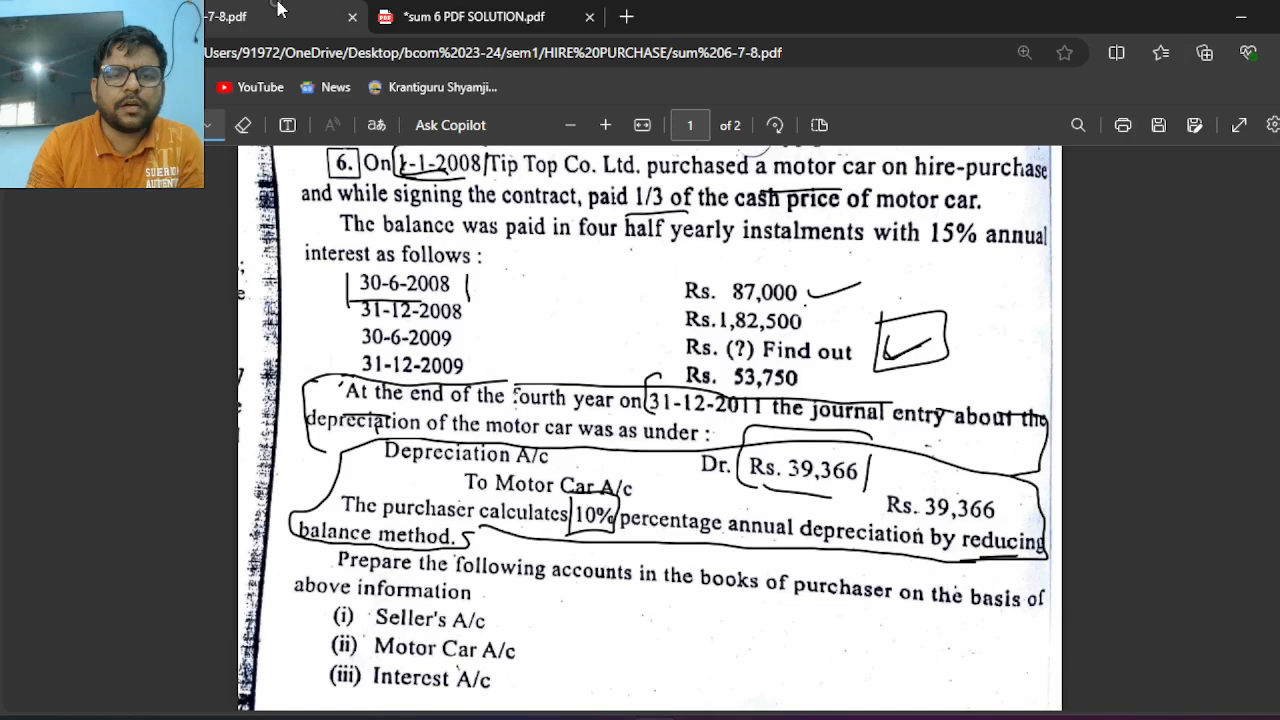 -7-8.pdf
*sum 6 PDF SOLUTION.pdf
Users/91972/OneDrive/Desktop/bcom%2023-24/sem1/HIRE%20PURCHASE/sum%206-7-8.pdf
YouTube
News
Krantiguru Shyamji...
Ask Copilot
1 of 2
6. On 1-1-2008 Tip Top Co. Ltd. purchased a motor car on hire-purchase
and while signing the contract, paid 1/3 of the cash price of motor car.
The balance was paid in four half yearly instalments with 15% annual
interest as follows :
30-6-2008 Rs. 87,000
31-12-2008 Rs.1,82,500
30-6-2009 Rs. (?) Find out
31-12-2009 Rs. 53,750
At the end of the fourth year on 31-12-2011 the journal entry about the
depreciation of the motor car was as under :
Depreciation A/c Dr. Rs. 39,366
To Motor Car A/c Rs. 39,366
The purchaser calculates 10% percentage annual depreciation by reducing
balance method.
Prepare the following accounts in the books of purchaser on the basis of
above information
(i) Seller's A/c
(ii) Motor Car A/c
(iii) Interest A/c